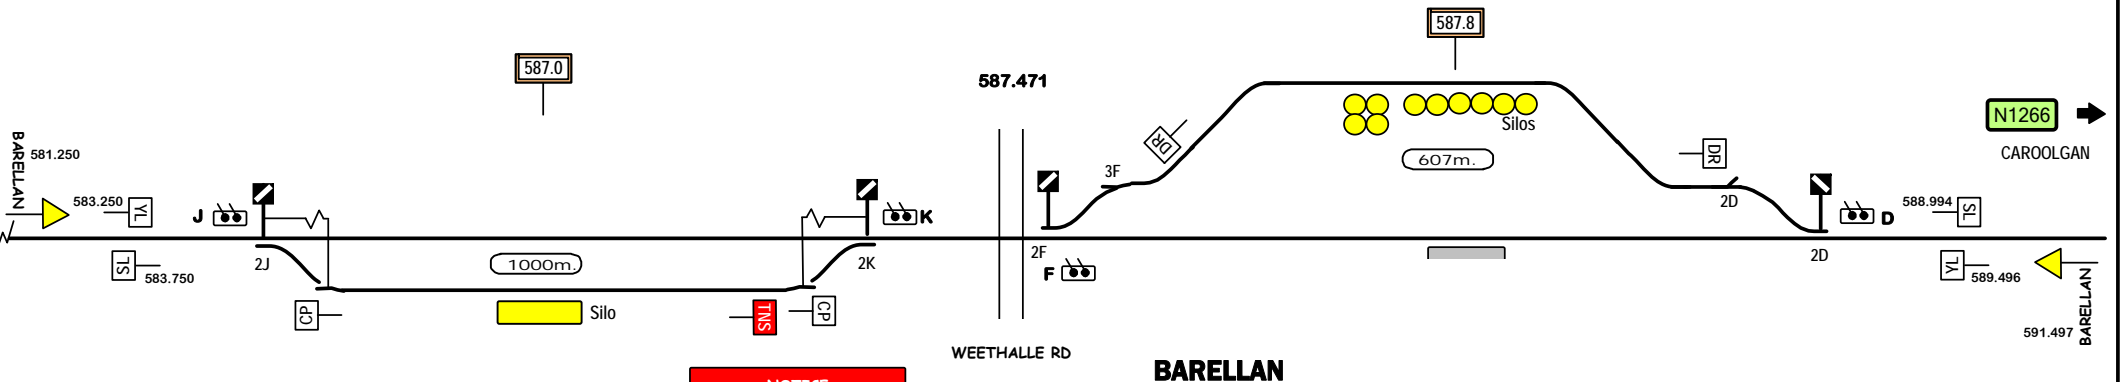 587.8
587.0
587.471
N1266
CAROOLGAN
Silos
607m.
DR
DR
3F
2D
BARELLAN
581.250
583.250
YL
J
K
D
588.994
SL
SL
583.750
2J
1000m.
2K
2F
F
2D
YL
589.496
BARELLAN
591.497
CP
Silo
TNS
CP
WEETHALLE RD
BARELLAN
NOTICE